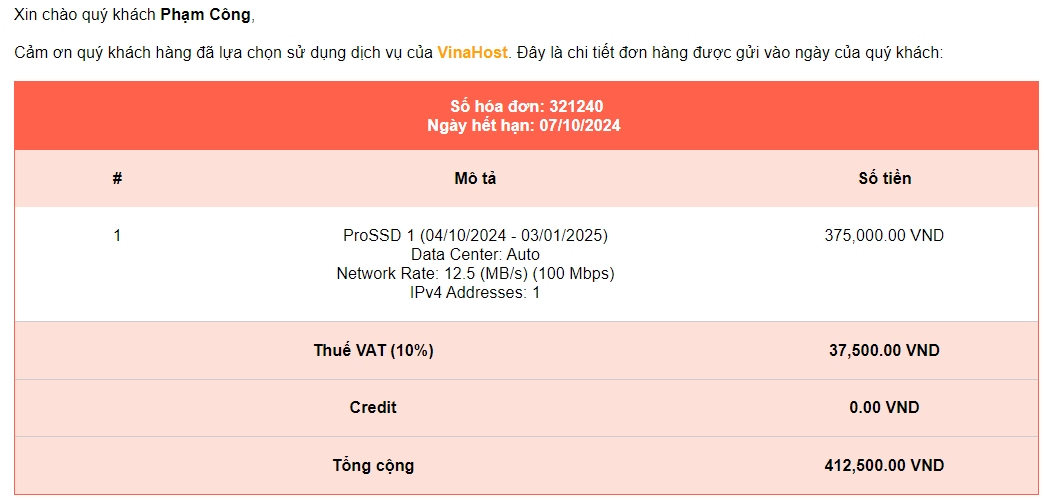 Xin chào quý khách Phạm Công,
Cảm ơn quý khách hàng đã lựa chọn sử dụng dịch vụ của VinaHost. Đây là chi tiết đơn hàng được gửi vào ngày của quý khách:
Số hóa đơn: 321240
Ngày hết hạn: 07/10/2024
# Mô tả Số tiền
1 ProSSD 1 (04/10/2024 - 03/01/2025) 375,000.00 VND
Data Center: Auto
Network Rate: 12.5 (MB/s) (100 Mbps)
IPv4 Addresses: 1
Thuế VAT (10%) 37,500.00 VND
Credit 0.00 VND
Tổng cộng 412,500.00 VND